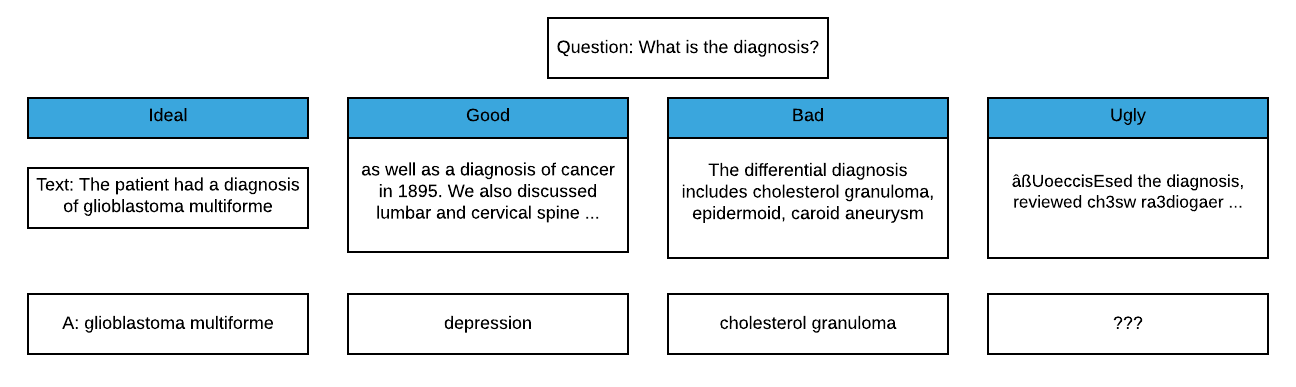 Question: What is the diagnosis?
Ideal
Text: The patient had a diagnosis
of glioblastoma multiforme
A: glioblastoma multiforme
Good
as well as a diagnosis of cancer
in 1895. We also discussed
lumbar and cervical spine ...
depression
Bad
The differential diagnosis
includes cholesterol granuloma,
epidermoid, caroid aneurysm
cholesterol granuloma
Ugly
âßUoeccisEsed the diagnosis,
reviewed ch3sw ra3diogaer ...
???